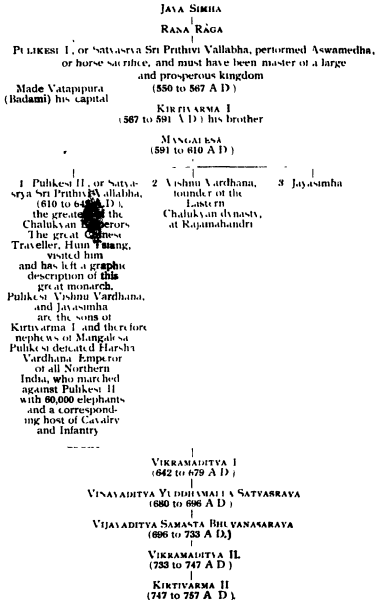 JAYA SIMHA
RANA RAGA
PULIKESI I, or Satyasrya Sri Prithivi Vallabha, performed Aswamedha,
or horse sacrifice, and must have been master of a large
and prosperous kingdom
Made Vatapipura (550 to 567 A D)
(Badami) his capital
KIRTIVARMA I
(567 to 591 A D) his brother
MANGALESA
(591 to 610 A D)
1 Pulikesi II, or Satya-
srya Sri Prithivi Vallabha,
(610 to A.D),
the greatest of the
Chalukyan Emperors
The great Chinese
Traveller, Huin Tsiang,
visited him
and has left a graphic
description of this
great monarch.
Pulikesi Vishnu Vardhana,
and Jayasimha
are the sons of
Kirtivarma I and therefore
nephews of Mangalesa
Pulikesi defeated Harsha
Vardhana Emperor
of all Northern
India, who marched
against Pulikesi II
with 60,000 elephants
and a correspond-
ing host of Cavalry
and Infantry
2 Vishnu Vardhana,
founder of the
Eastern
Chalukyan dynasty,
at Rajamahandri
3 Jayasimha
VIKRAMADITYA I
(642 to 679 A D)
VINAYADITYA YUDDHAMALLA SATYASRAYA
(680 to 696 A D)
VIJAYADITYA SAMASTA BHUVANASARAYA
(696 to 733 A D.)
VIKRAMADITYA II.
(733 to 747 A D)
KIRTIVARMA II
(747 to 757 A D).